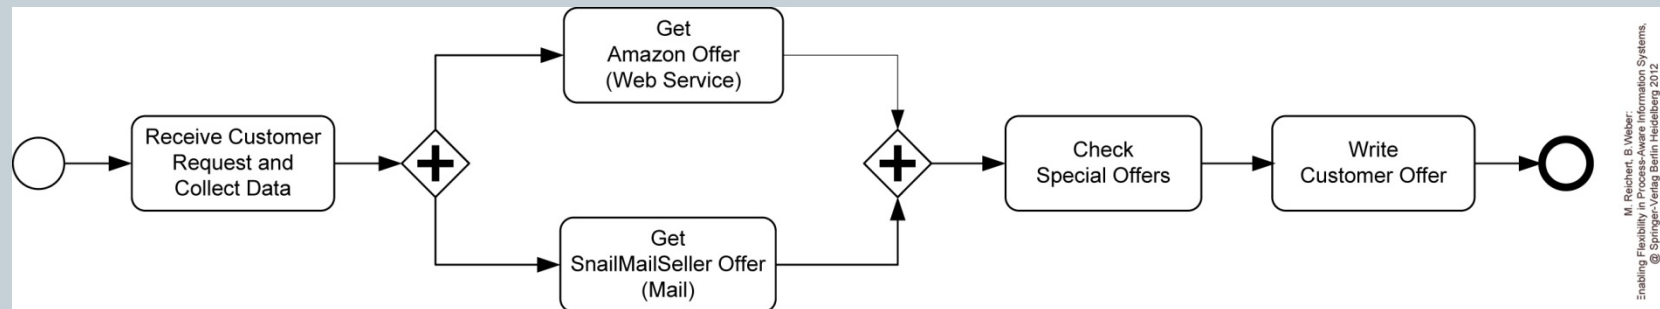 Receive Customer
Request and
Collect Data
Get
Amazon Offer
(Web Service)
Get
SnailMailSeller Offer
(Mail)
Check
Special Offers
Write
Customer Offer
M. Reichert, B.Weber:
Enabling Flexibility in Process-Aware Information Systems,
@ Springer-Verlag Berlin Heidelberg 2012